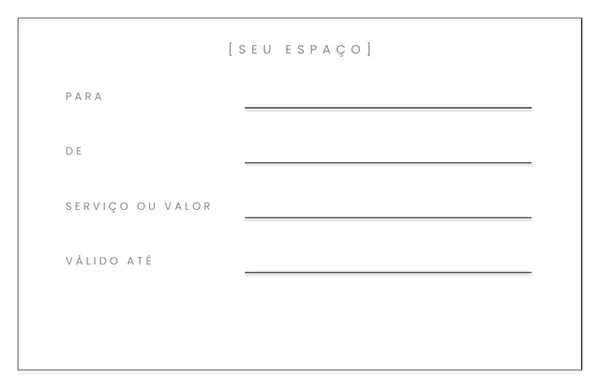 [SEU ESPAÇO]
PARA
DE
SERVIÇO OU VALOR
VÁLIDO ATÉ